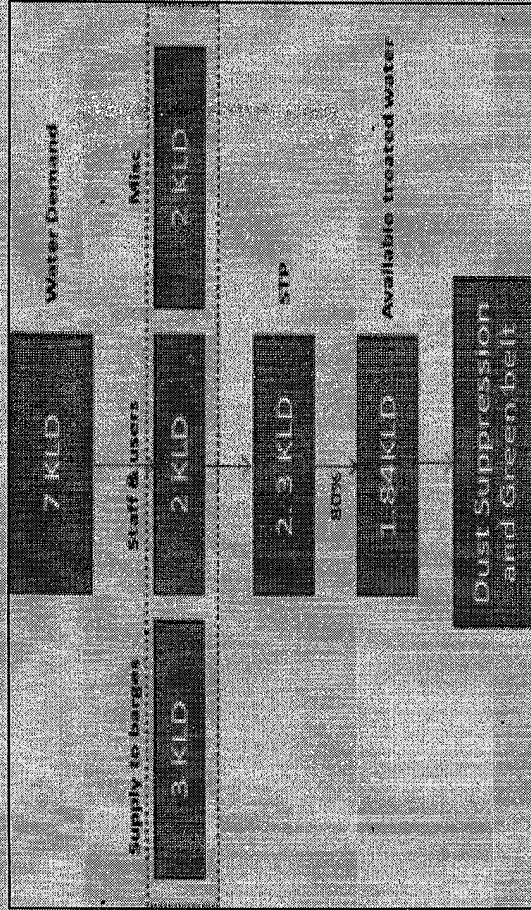 Water Demand
7 KLD
Supply to barges
Staff & users
Misc
3 KLD
2 KLD
2 KLD
STP
2.3 KLD
80%
Available treated water
1.84KLD
Dust Suppression
and Green belt